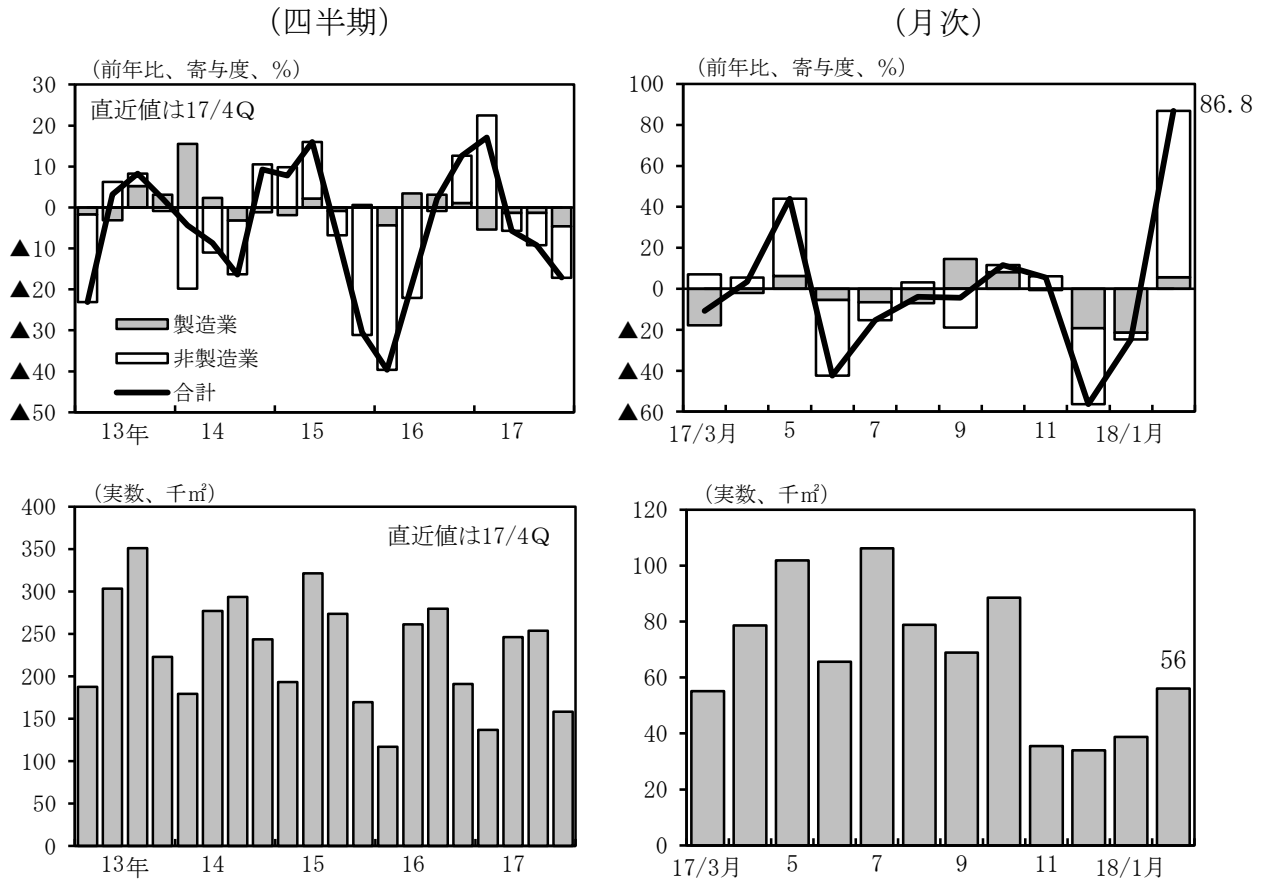 (四半期)
(月次)
(前年比、寄与度、%)
30
20
10
0
▲10
▲20
▲30
▲40
▲50
直近値は17/4Q
製造業
非製造業
合計
13年 14 15 16 17
(前年比、寄与度、%)
100
80
60
40
20
0
▲20
▲40
▲60
86.8
17/3月 5 7 9 11 18/1月
(実数、千㎡)
400
350
300
250
200
150
100
50
0
直近値は17/4Q
13年 14 15 16 17
(実数、千㎡)
120
100
80
60
40
20
0
56
17/3月 5 7 9 11 18/1月